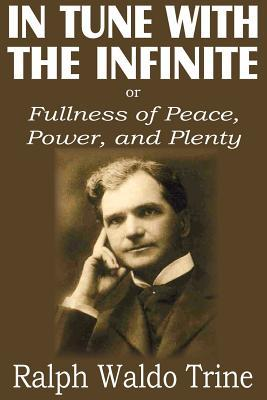 IN TUNE WITH
THE INFINITE
or
Fullness of Peace,
Power, and Plenty
Ralph Waldo Trine